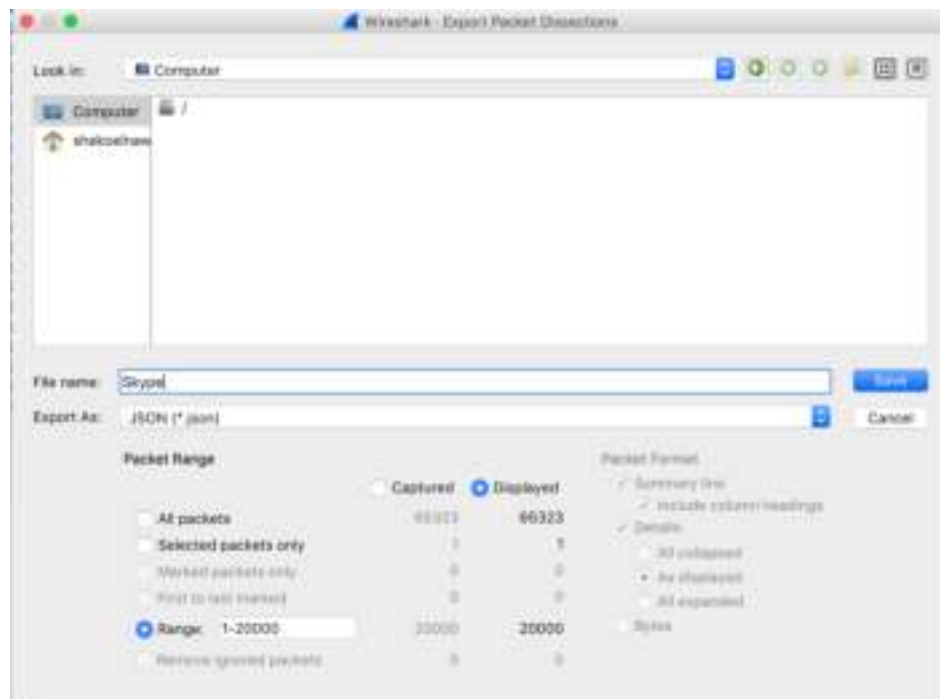 Wireshark · Export Packet Dissections
Look in: Computer
Computer /
File name: Skype Save
Export As: JSON (*.json) Cancel
Packet Range Packet Format
Summary line
Captured Displayed Include column headings
All packets 65323 65323 Details
Selected packets only 1 1 All collapsed
Marked packets only 0 0 As displayed
First to last marked 0 0 All expanded
Range: 1-20000 20000 20000 Bytes
Remove Ignored packets 0 0